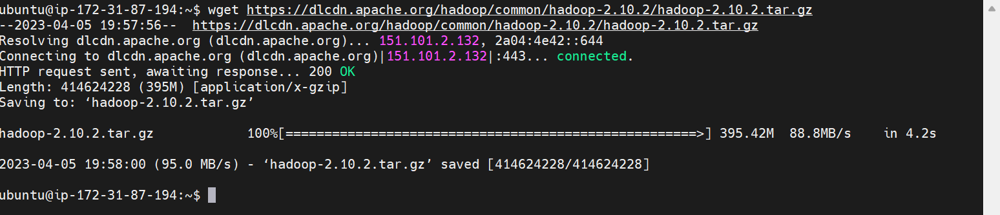 ubuntu@ip-172-31-87-194:~$ wget https://dlcdn.apache.org/hadoop/common/hadoop-2.10.2/hadoop-2.10.2.tar.gz
--2023-04-05 19:57:56--  https://dlcdn.apache.org/hadoop/common/hadoop-2.10.2/hadoop-2.10.2.tar.gz
Resolving dlcdn.apache.org (dlcdn.apache.org)... 151.101.2.132, 2a04:4e42::644
Connecting to dlcdn.apache.org (dlcdn.apache.org)|151.101.2.132|:443... connected.
HTTP request sent, awaiting response... 200 OK
Length: 414624228 (395M) [application/x-gzip]
Saving to: ‘hadoop-2.10.2.tar.gz’
hadoop-2.10.2.tar.gz            100%[=====================================================>] 395.42M  88.8MB/s    in 4.2s
2023-04-05 19:58:00 (95.0 MB/s) - ‘hadoop-2.10.2.tar.gz’ saved [414624228/414624228]
ubuntu@ip-172-31-87-194:~$